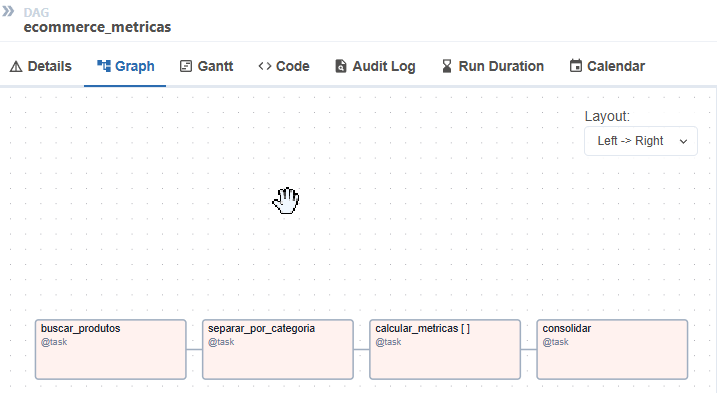 DAG
ecommerce_metricas
Details
Graph
Gantt
Code
Audit Log
Run Duration
Calendar
Layout:
Left -> Right
buscar_produtos
@task
separar_por_categoria
@task
calcular_metricas [ ]
@task
consolidar
@task